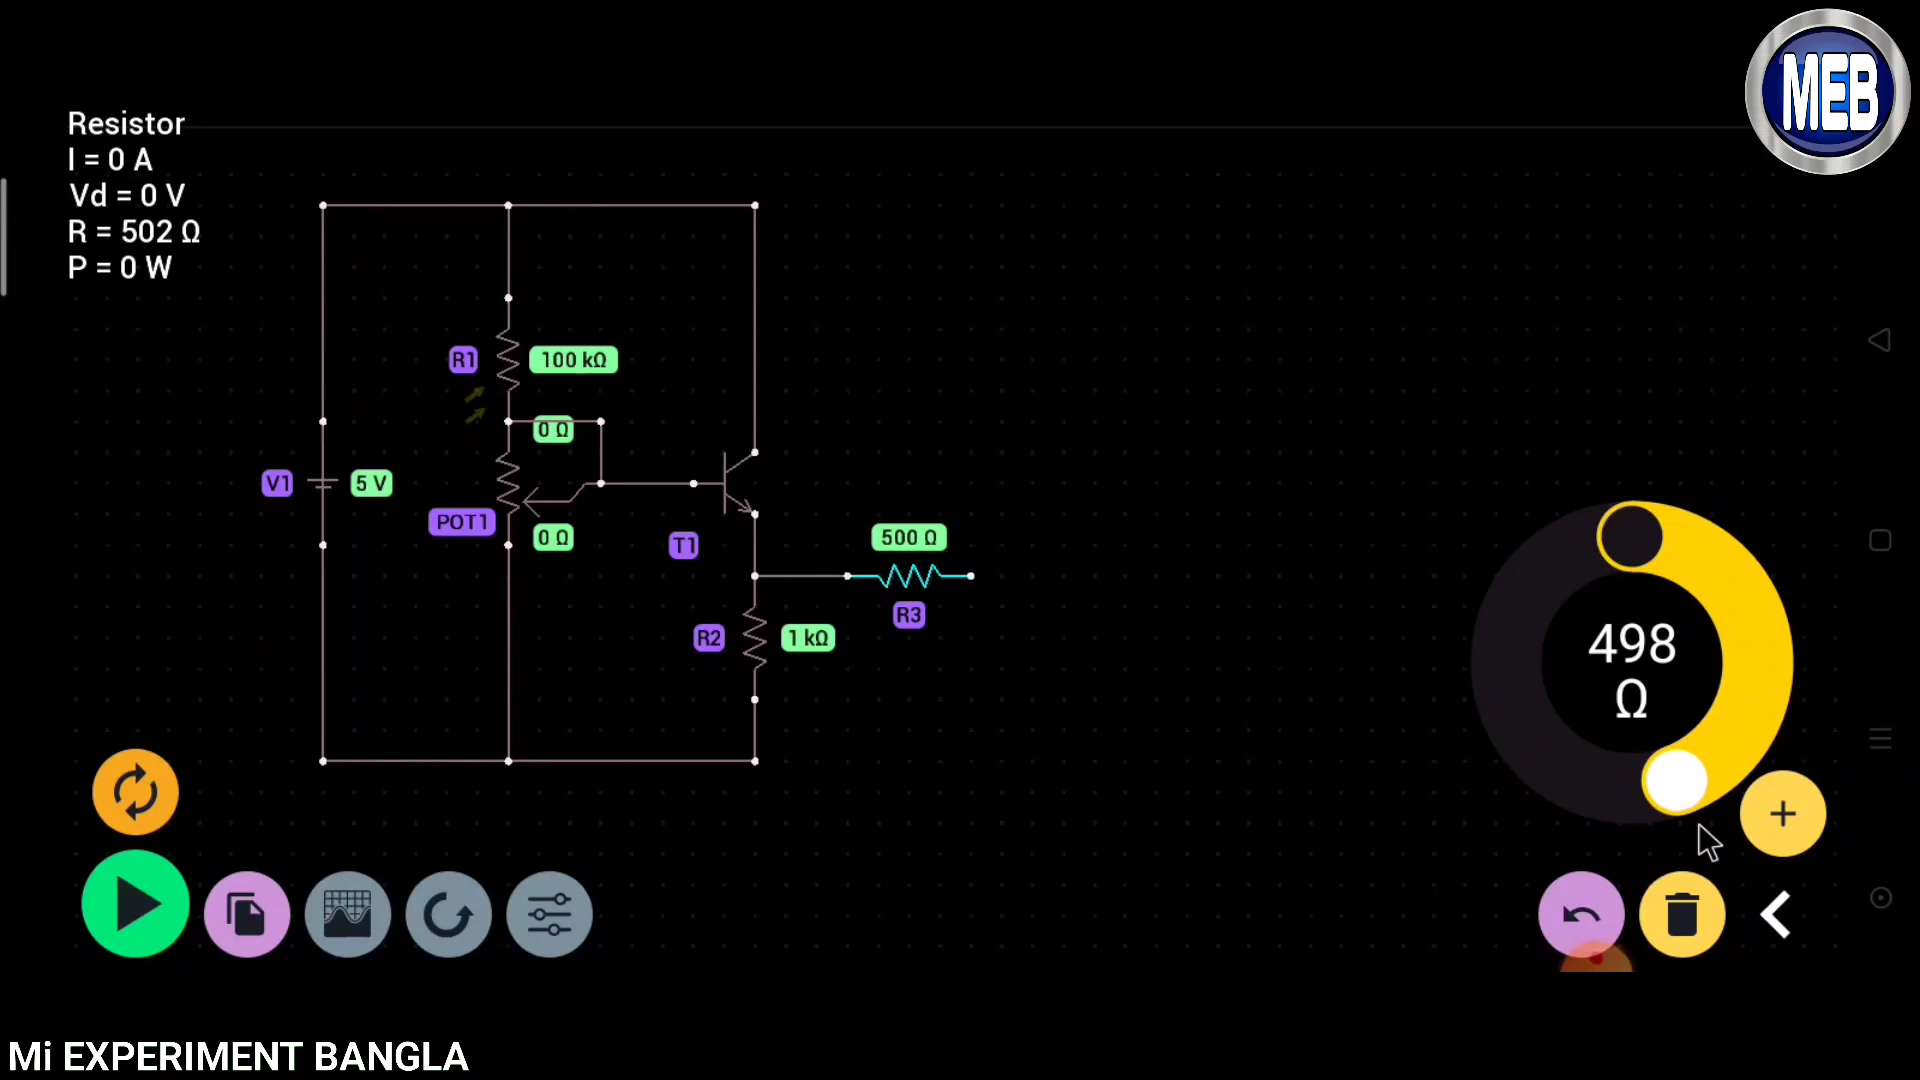 MEB
Resistor
I = 0 A
Vd = 0 V
R = 502 Ω
P = 0 W
R1
100 kΩ
0 Ω
V1
5 V
POT1
0 Ω
T1
500 Ω
R3
R2
1 kΩ
498
Ω
Mi EXPERIMENT BANGLA